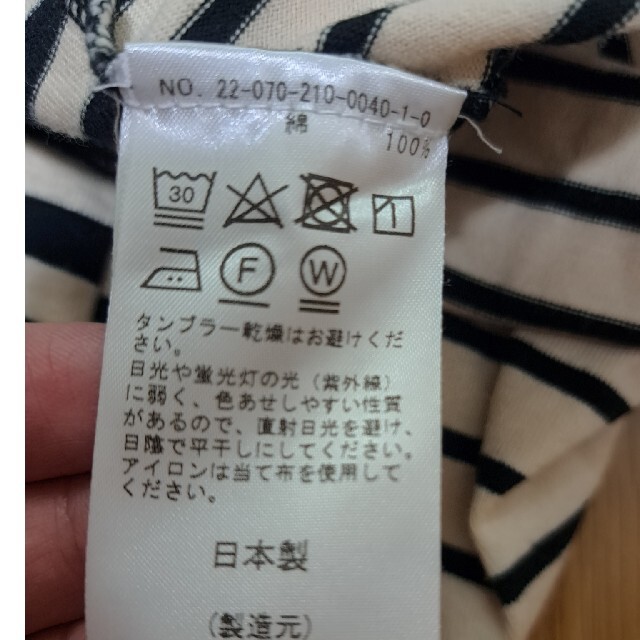 NO. 22-070-210-0040-1-0
綿
100%
30
F W
タンブラー乾燥はお避けくだ
さい。
日光や蛍光灯の光（紫外線）
に弱く、色あせしやすい性質
があるので、直射日光を避け、
日陰で平干しにしてください。
アイロンは当て布を使用して
ください。
日本製
(製造元)